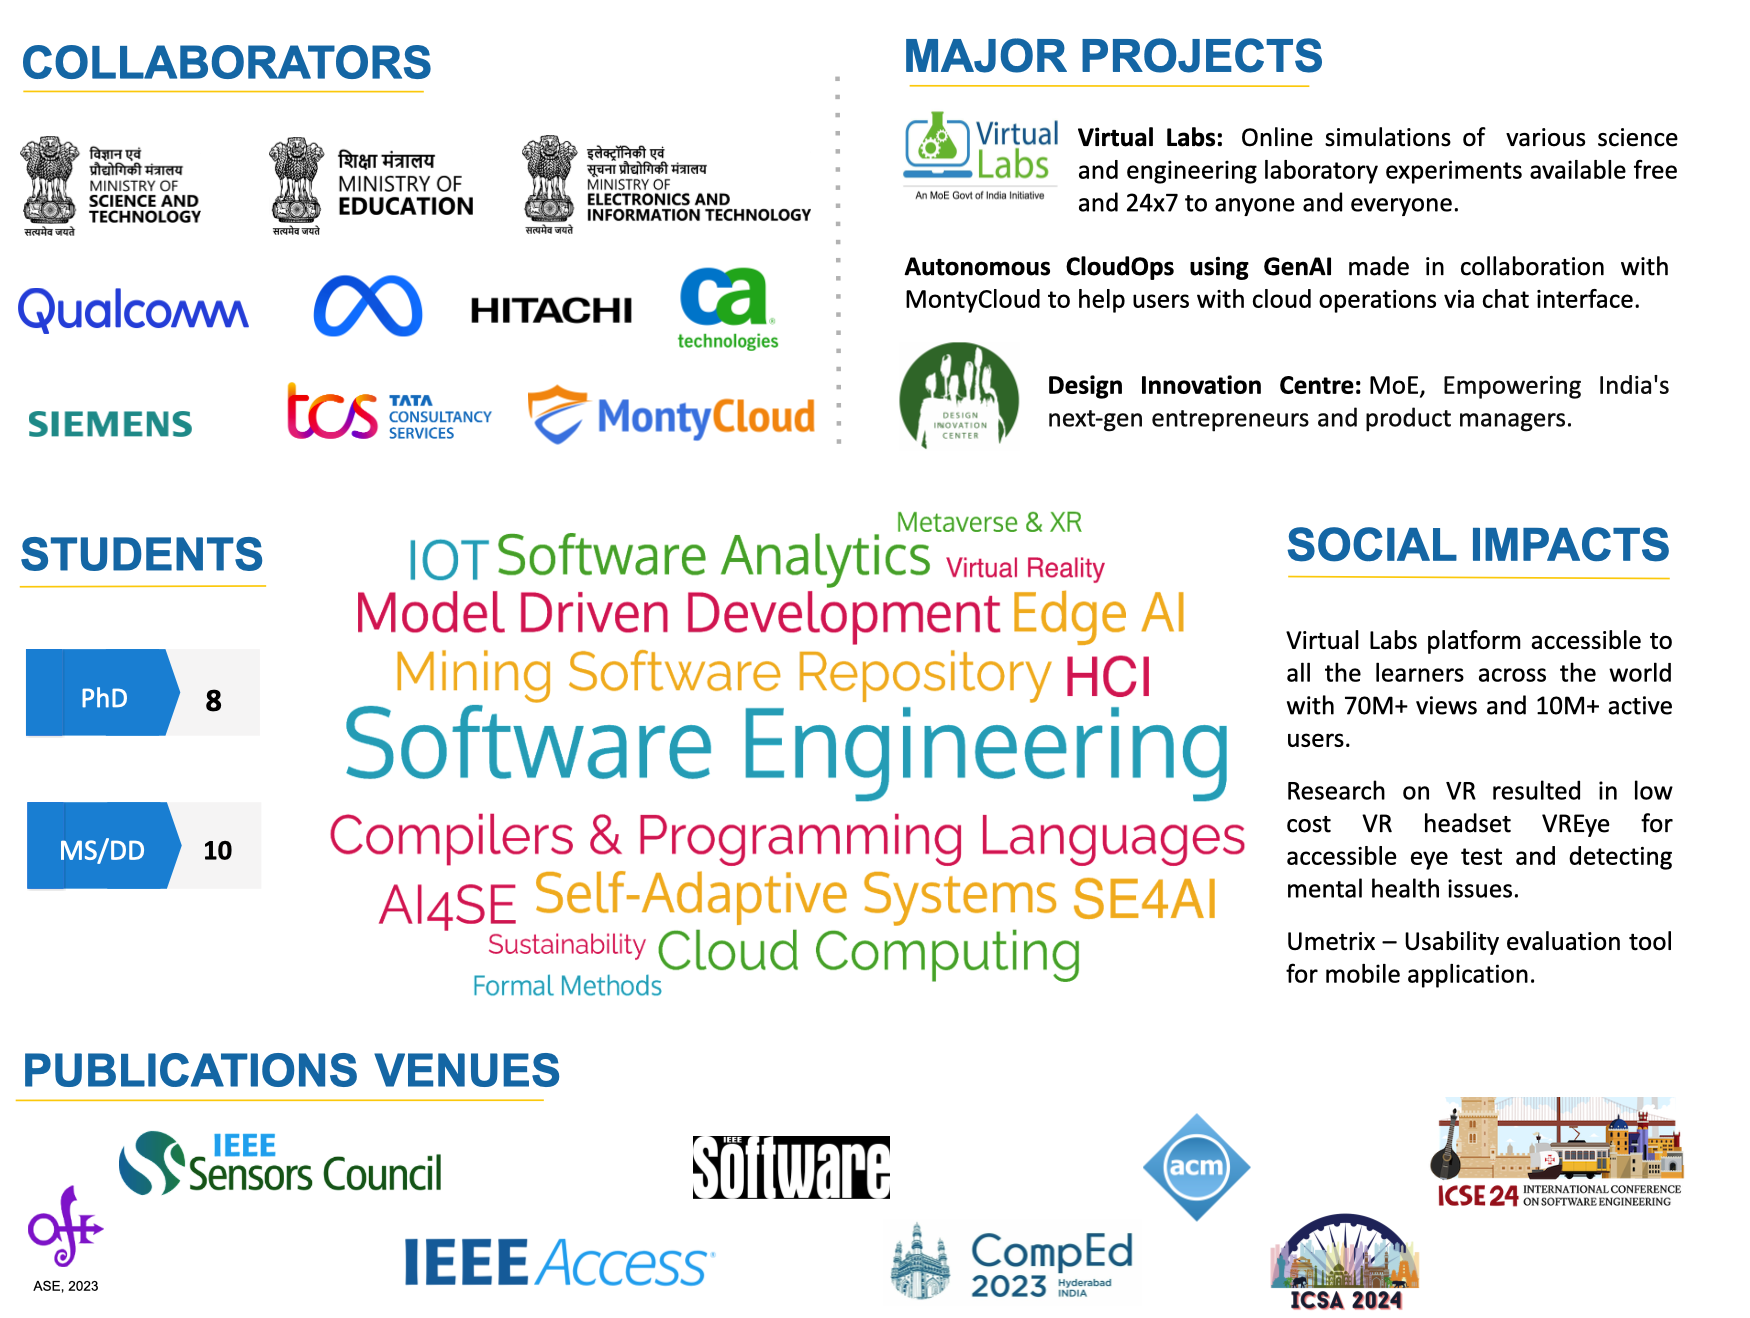 COLLABORATORS
विज्ञान एवं
प्रौद्योगिकी मंत्रालय
MINISTRY OF
SCIENCE AND
TECHNOLOGY
सत्यमेव जयते
शिक्षा मंत्रालय
MINISTRY OF
EDUCATION
सत्यमेव जयते
इलेक्ट्रॉनिकी एवं
सूचना प्रौद्योगिकी मंत्रालय
MINISTRY OF
ELECTRONICS AND
INFORMATION TECHNOLOGY
सत्यमेव जयते
Qualcomm
HITACHI
ca
technologies
SIEMENS
tcs
TATA
CONSULTANCY
SERVICES
MontyCloud
MAJOR PROJECTS
Virtual
Labs
An MoE Govt of India Initiative
Virtual Labs: Online simulations of various science
and engineering laboratory experiments available free
and 24x7 to anyone and everyone.
Autonomous CloudOps using GenAI made in collaboration with
MontyCloud to help users with cloud operations via chat interface.
DESIGN
INOVATION
CENTER
Design Innovation Centre: MoE, Empowering India's
next-gen entrepreneurs and product managers.
STUDENTS
PhD 8
MS/DD 10
Metaverse & XR
IOT Software Analytics Virtual Reality
Model Driven Development Edge AI
Mining Software Repository HCI
Software Engineering
Compilers & Programming Languages
AI4SE Self-Adaptive Systems SE4AI
Sustainability Cloud Computing
Formal Methods
SOCIAL IMPACTS
Virtual Labs platform accessible to
all the learners across the world
with 70M+ views and 10M+ active
users.
Research on VR resulted in low
cost VR headset VREye for
accessible eye test and detecting
mental health issues.
Umetrix – Usability evaluation tool
for mobile application.
PUBLICATIONS VENUES
ASE, 2023
IEEE
Sensors Council
IEEE Access
IEEE
Software
CompEd
2023 Hyderabad
INDIA
acm
ICSA 2024
ICSE 24 INTERNATIONAL CONFERENCE
ON SOFTWARE ENGINEERING